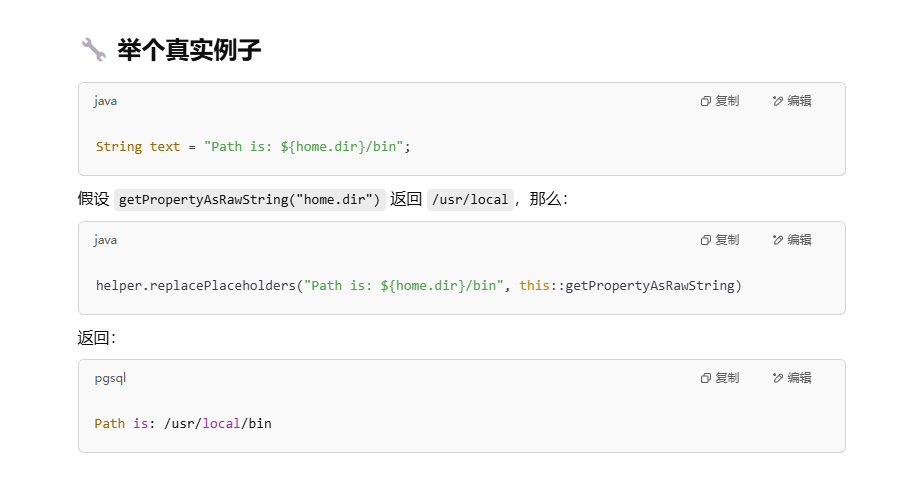 🔧 举个真实例子
java 复制 编辑
String text = "Path is: ${home.dir}/bin";
假设 getPropertyAsRawString("home.dir") 返回 /usr/local，那么：
java 复制 编辑
helper.replacePlaceholders("Path is: ${home.dir}/bin", this::getPropertyAsRawString)
返回：
pgsql 复制 编辑
Path is: /usr/local/bin